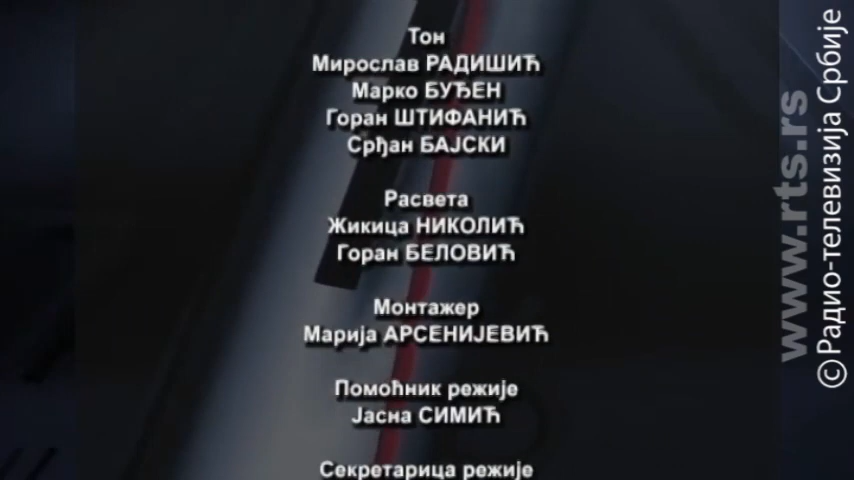 Тон
Мирослав РАДИШИЋ
Марко БУЂЕН
Горан ШТИФАНИЋ
Срђан БАЈСКИ
Расвета
Жикица НИКОЛИЋ
Горан БЕЛОВИЋ
Монтажер
Марија АРСЕНИЈЕВИЋ
Помоћник режије
Јасна СИМИЋ
Секретарица режије
www.rts.rs
© Радио-телевизија Србије